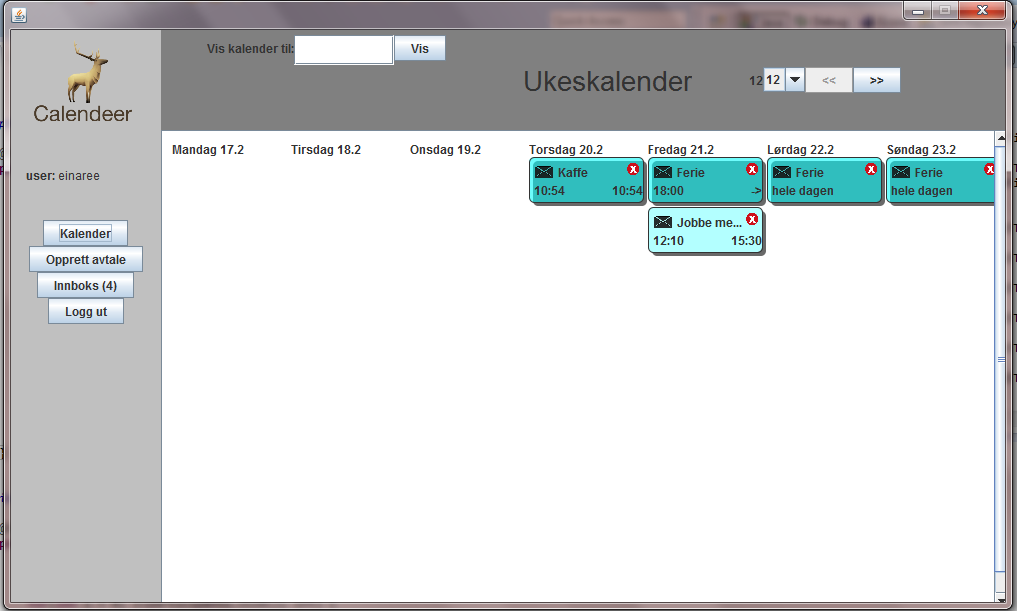 Vis kalender til:
Vis
Ukeskalender
12
12
<<
>>
Calendeer
user: einaree
Kalender
Opprett avtale
Innboks (4)
Logg ut
Mandag 17.2
Tirsdag 18.2
Onsdag 19.2
Torsdag 20.2
Fredag 21.2
Lørdag 22.2
Søndag 23.2
Kaffe
10:54 10:54
Ferie
18:00 ->
Ferie
hele dagen
Ferie
hele dagen
Jobbe me...
12:10 15:30